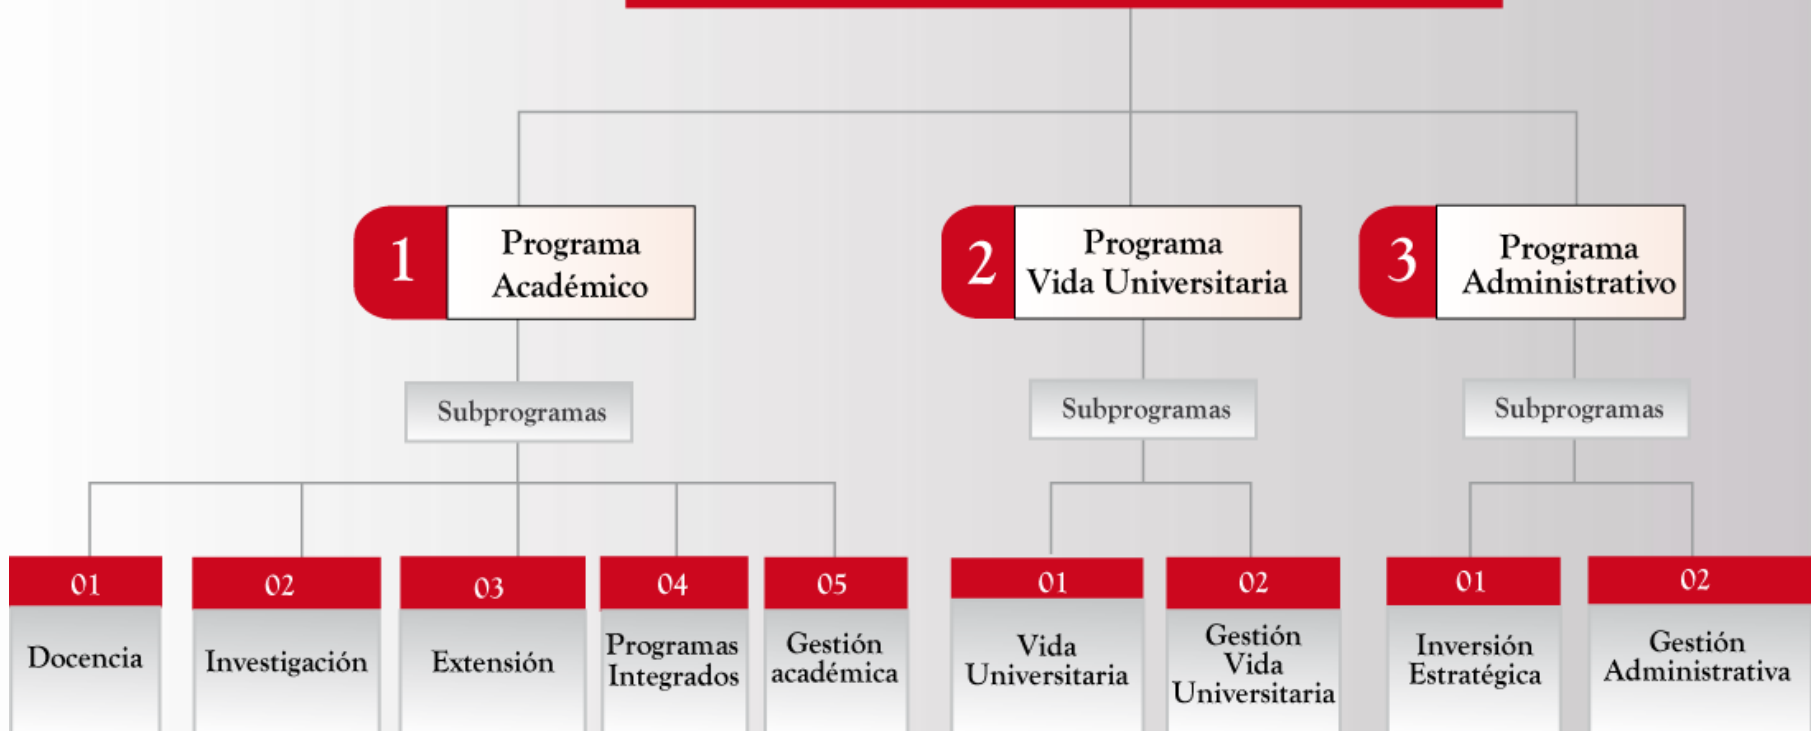 1
Programa
Académico
2
Programa
Vida Universitaria
3
Programa
Administrativo
Subprogramas
Subprogramas
Subprogramas
01
Docencia
02
Investigación
03
Extensión
04
Programas
Integrados
05
Gestión
académica
01
Vida
Universitaria
02
Gestión
Vida
Universitaria
01
Inversión
Estratégica
02
Gestión
Administrativa